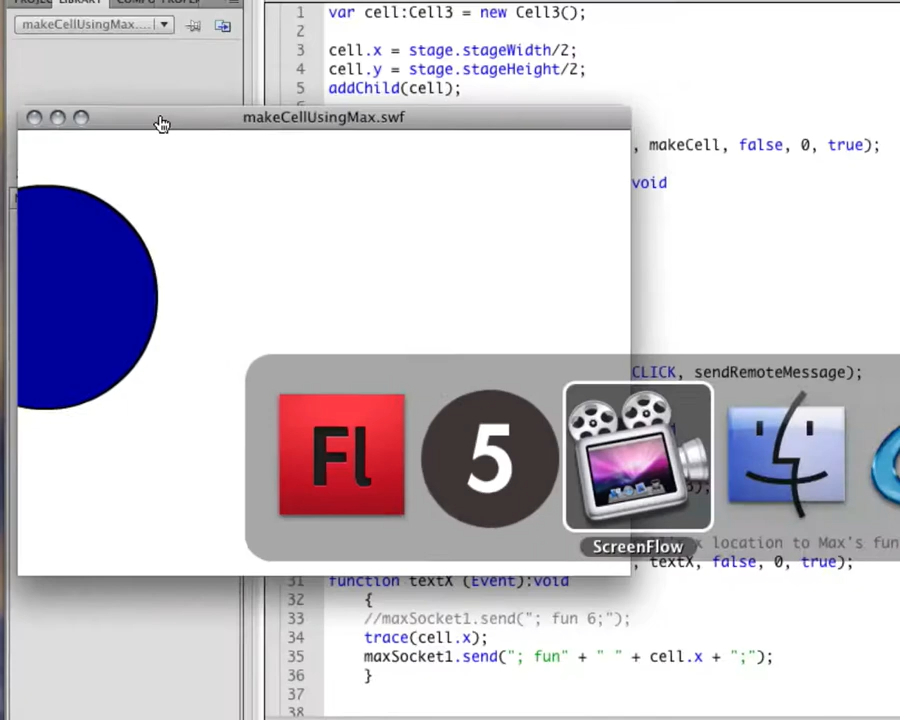 LIBRARY
makeCellUsingMax....
1 var cell:Cell3 = new Cell3();
2
3 cell.x = stage.stageWidth/2;
4 cell.y = stage.stageHeight/2;
5 addChild(cell);
makeCellUsingMax.swf
, makeCell, false, 0, true);
void
CLICK, sendRemoteMessage);
Fl
5
ScreenFlow
location to Max's fun
, textX, false, 0, true);
31 function textX (Event):void
32 {
33 //maxSocket1.send("; fun 6;");
34 trace(cell.x);
35 maxSocket1.send("; fun" + " " + cell.x + ";");
36 }
37
38